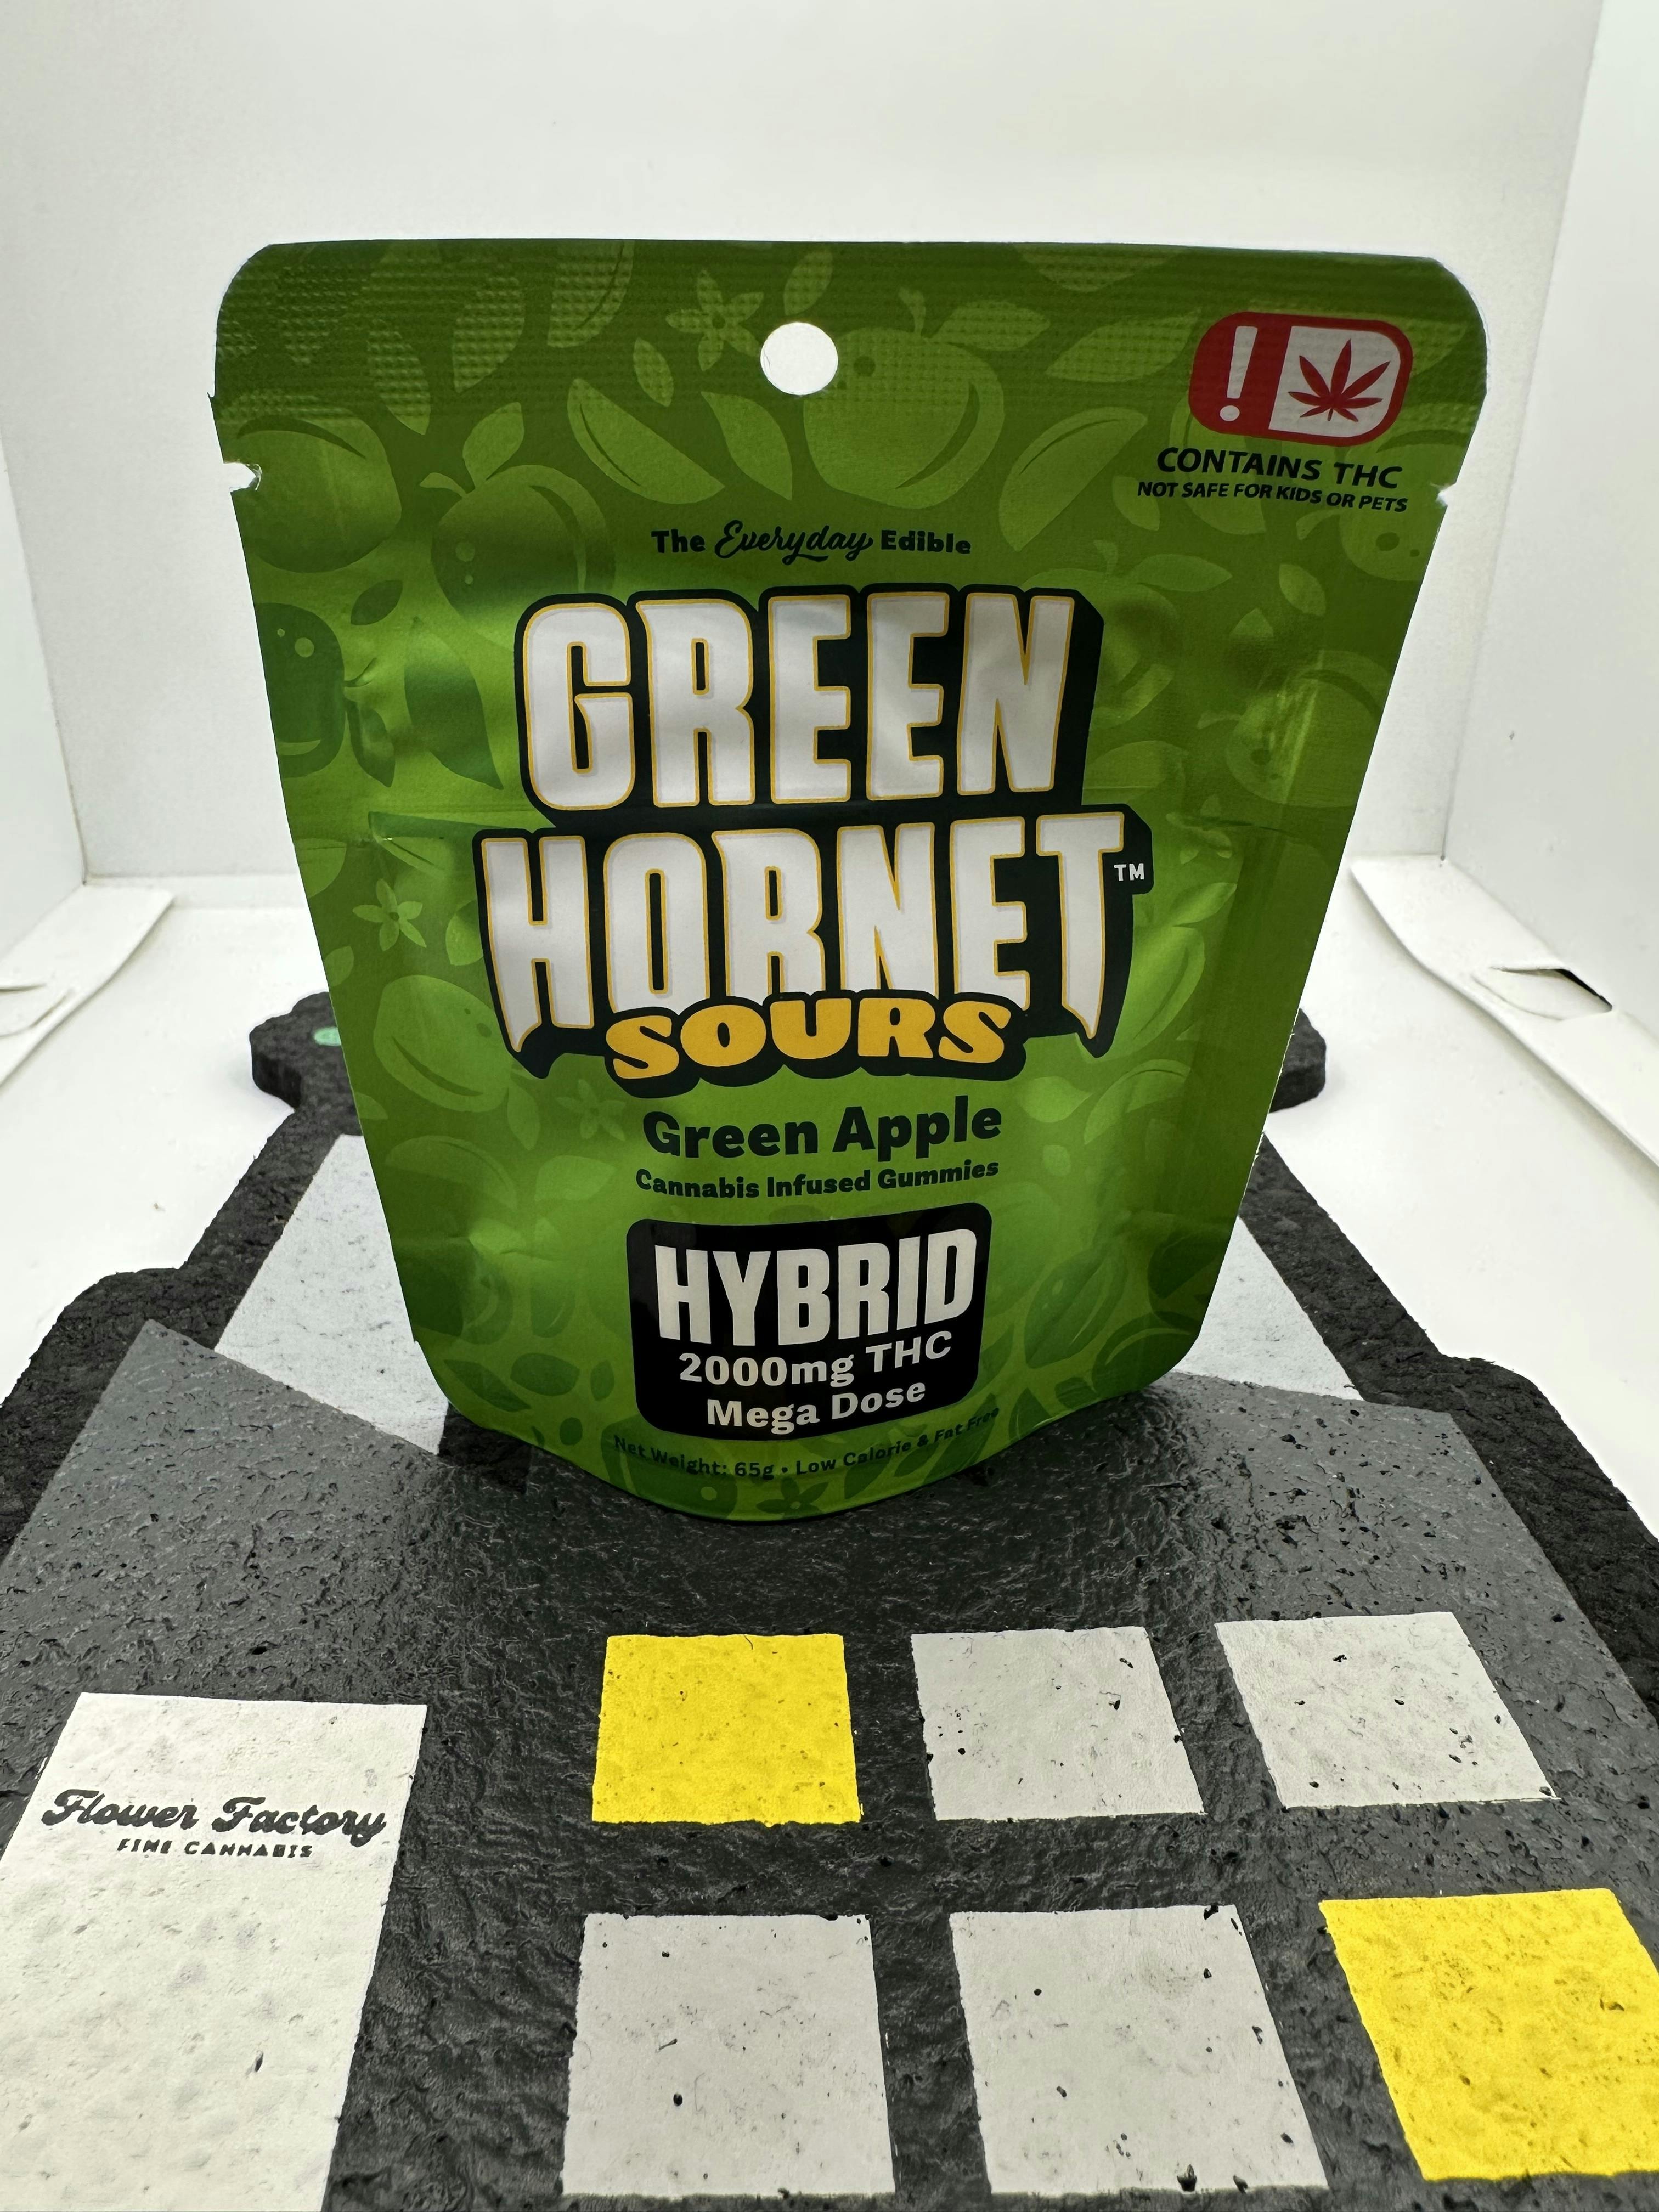 !
CONTAINS THC
NOT SAFE FOR KIDS OR PETS
The Everyday Edible
GREEN
HORNET™
SOURS
Green Apple
Cannabis Infused Gummies
HYBRID
2000mg THC
Mega Dose
Net Weight: 65g • Low Calorie & Fat Free
Flower Factory
FINE CANNABIS